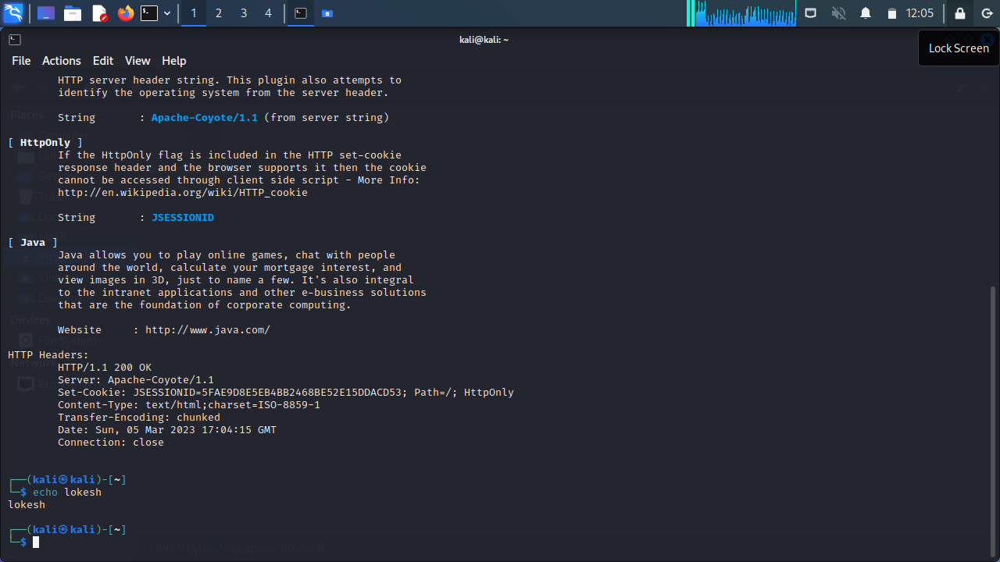 1 2 3 4 12:05
kali@kali: ~
Lock Screen
File Actions Edit View Help
HTTP server header string. This plugin also attempts to
identify the operating system from the server header.
String : Apache-Coyote/1.1 (from server string)
[ HttpOnly ]
If the HttpOnly flag is included in the HTTP set-cookie
response header and the browser supports it then the cookie
cannot be accessed through client side script - More Info:
http://en.wikipedia.org/wiki/HTTP_cookie
String : JSESSIONID
[ Java ]
Java allows you to play online games, chat with people
around the world, calculate your mortgage interest, and
view images in 3D, just to name a few. It's also integral
to the intranet applications and other e-business solutions
that are the foundation of corporate computing.
Website : http://www.java.com/
HTTP Headers:
HTTP/1.1 200 OK
Server: Apache-Coyote/1.1
Set-Cookie: JSESSIONID=5FAE9D8E5EB4BB2468BE52E15DDACD53; Path=/; HttpOnly
Content-Type: text/html;charset=ISO-8859-1
Transfer-Encoding: chunked
Date: Sun, 05 Mar 2023 17:04:15 GMT
Connection: close
┌──(kali㉿kali)-[~]
└─$ echo lokesh
lokesh
┌──(kali㉿kali)-[~]
└─$
Places
Devices
File System